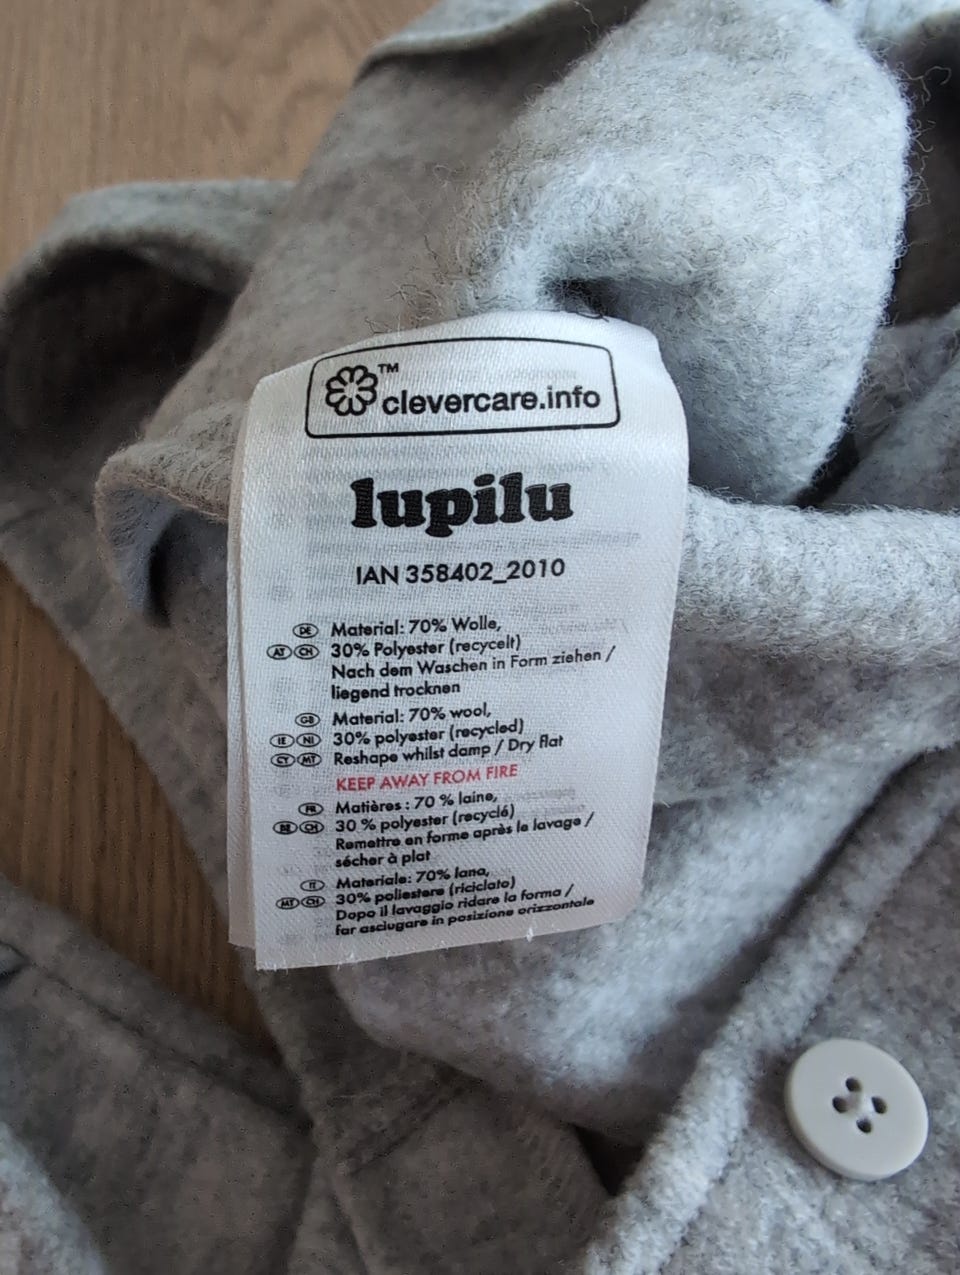 ™
clevercare.info
lupilu
IAN 358402_2010
DE Material: 70% Wolle,
AT CH 30% Polyester (recycelt)
Nach dem Waschen in Form ziehen /
liegend trocknen
GB Material: 70% wool,
IE NI 30% polyester (recycled)
CY MT Reshape whilst damp / Dry flat
KEEP AWAY FROM FIRE
FR Matières : 70 % laine,
BE CH 30 % polyester (recyclé)
Remettre en forme après le lavage /
sécher à plat
IT Materiale: 70% lana,
MT CH 30% poliestere (riciclato)
Dopo il lavaggio ridare la forma /
far asciugare in posizione orizzontale